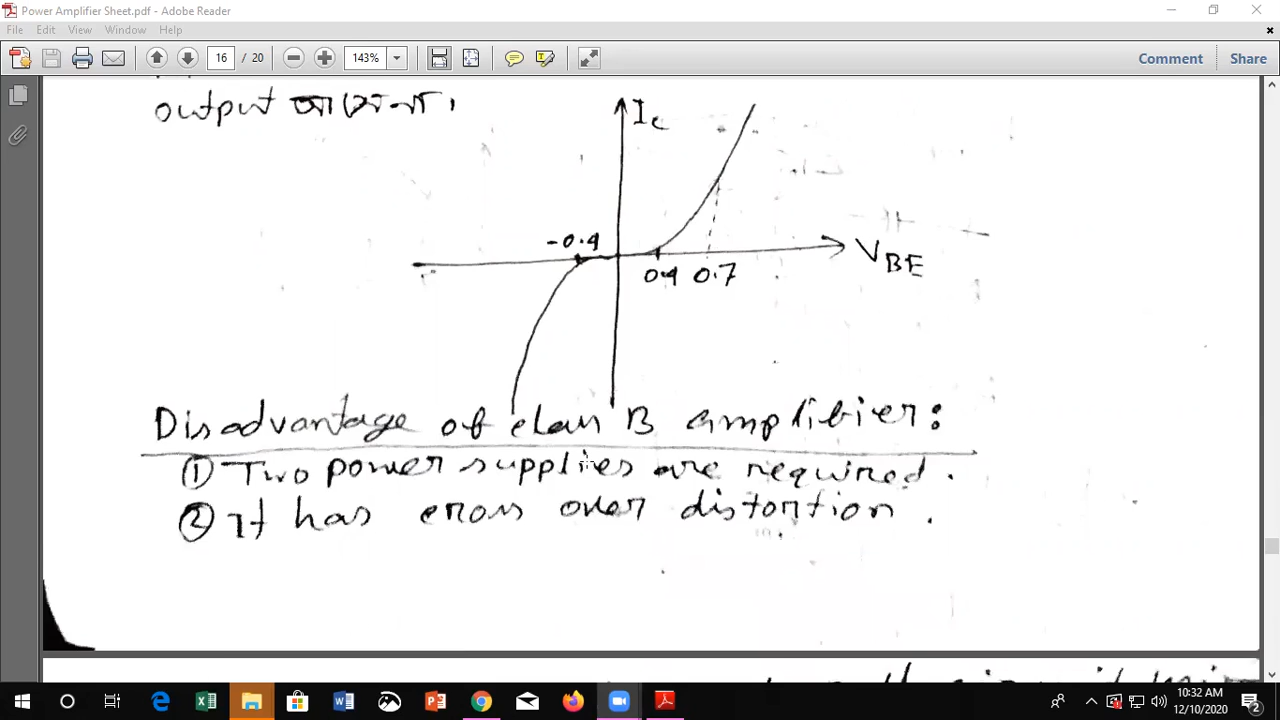 Power Amplifier Sheet.pdf - Adobe Reader
File Edit View Window Help
16 / 20 143% Comment Share
output
Ic
-0.4
0.4 0.7
VBE
Disadvantage of class B amplifier:
① Two power supplies are required.
② It has cross over distortion.
10:32 AM
12/10/2020
2